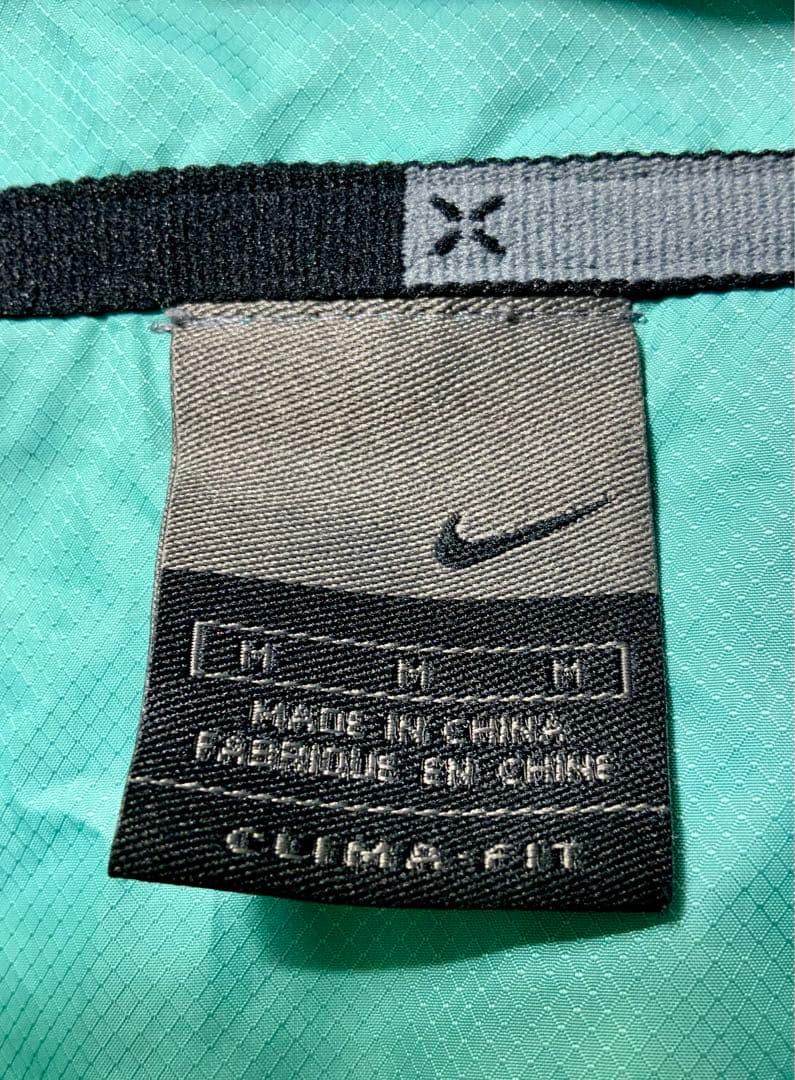 M M M
MADE IN CHINA
FABRIQUE EN CHINE
CLIMA-FIT